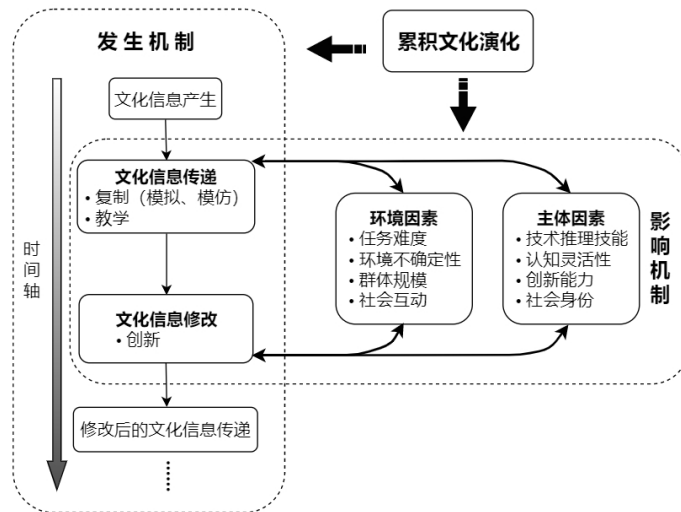 累积文化演化
发生机制
文化信息产生
文化信息传递
• 复制（模拟、模仿）
• 教学
文化信息修改
• 创新
修改后的文化信息传递
时间轴
环境因素
• 任务难度
• 环境不确定性
• 群体规模
• 社会互动
主体因素
• 技术推理技能
• 认知灵活性
• 创新能力
• 社会身份
影响机制